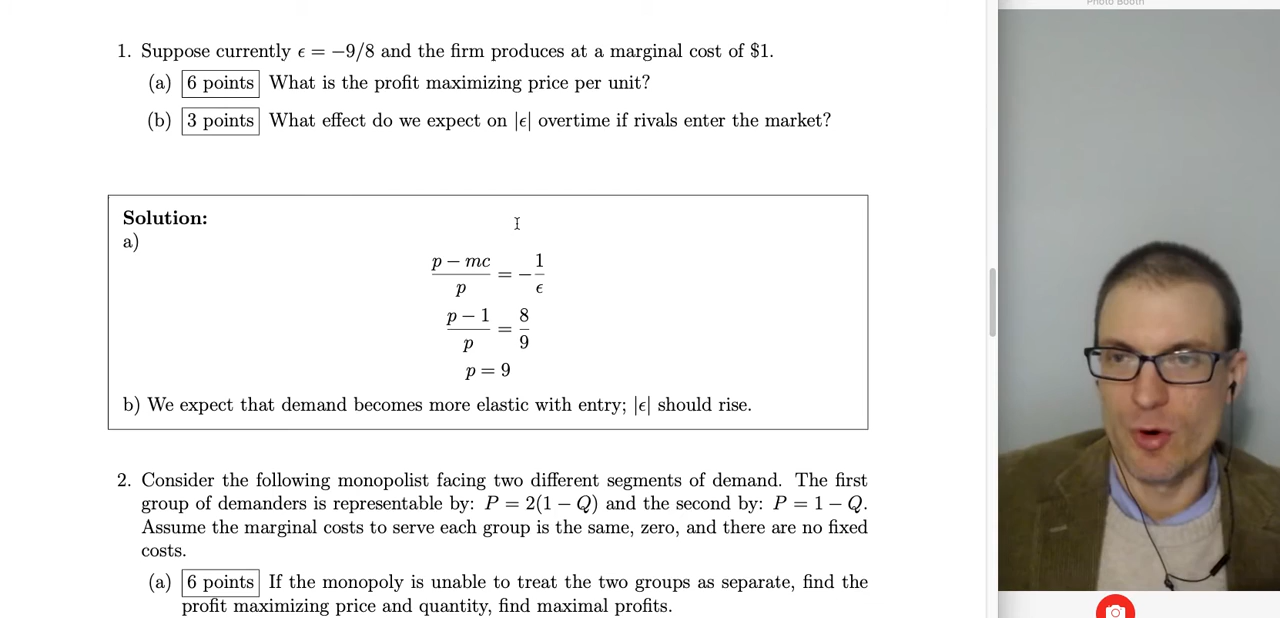 Photo Booth
1. Suppose currently ϵ = −9/8 and the firm produces at a marginal cost of $1.
(a) 6 points What is the profit maximizing price per unit?
(b) 3 points What effect do we expect on |ϵ| overtime if rivals enter the market?
Solution:
a)
p − mc / p = − 1 / ϵ
p − 1 / p = 8 / 9
p = 9
b) We expect that demand becomes more elastic with entry; |ϵ| should rise.
2. Consider the following monopolist facing two different segments of demand. The first
group of demanders is representable by: P = 2(1 − Q) and the second by: P = 1 − Q.
Assume the marginal costs to serve each group is the same, zero, and there are no fixed
costs.
(a) 6 points If the monopoly is unable to treat the two groups as separate, find the
profit maximizing price and quantity, find maximal profits.